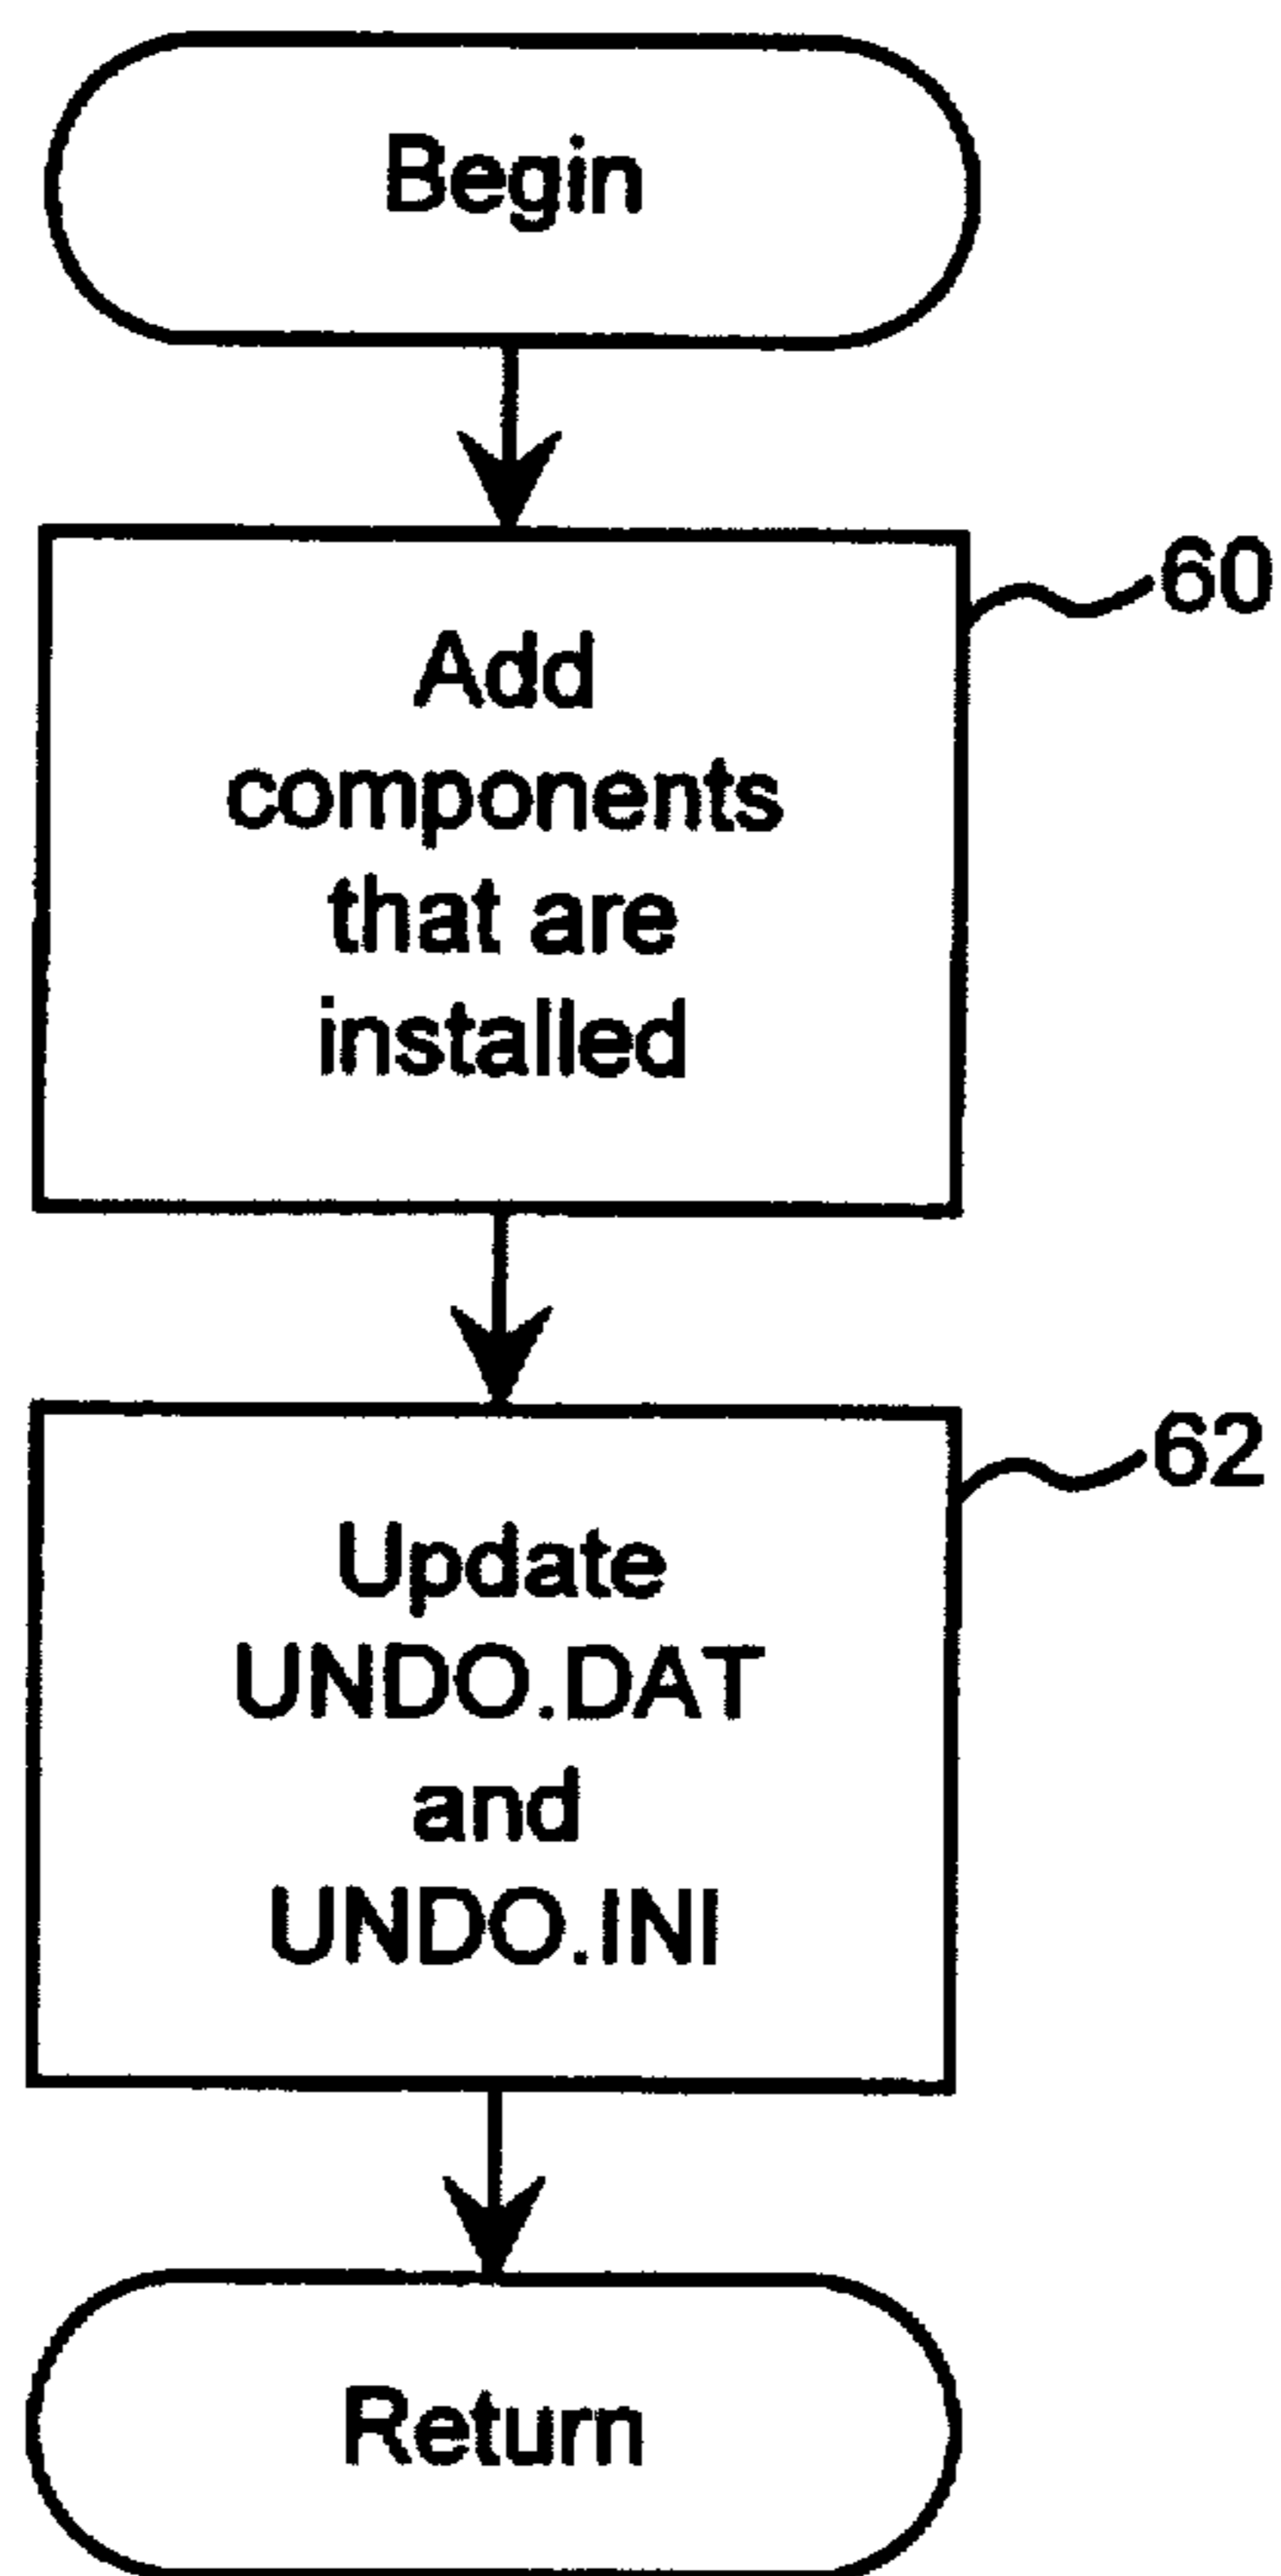 Begin
60
Add
components
that are
installed
62
Update
UNDO.DAT
and
UNDO.INI
Return